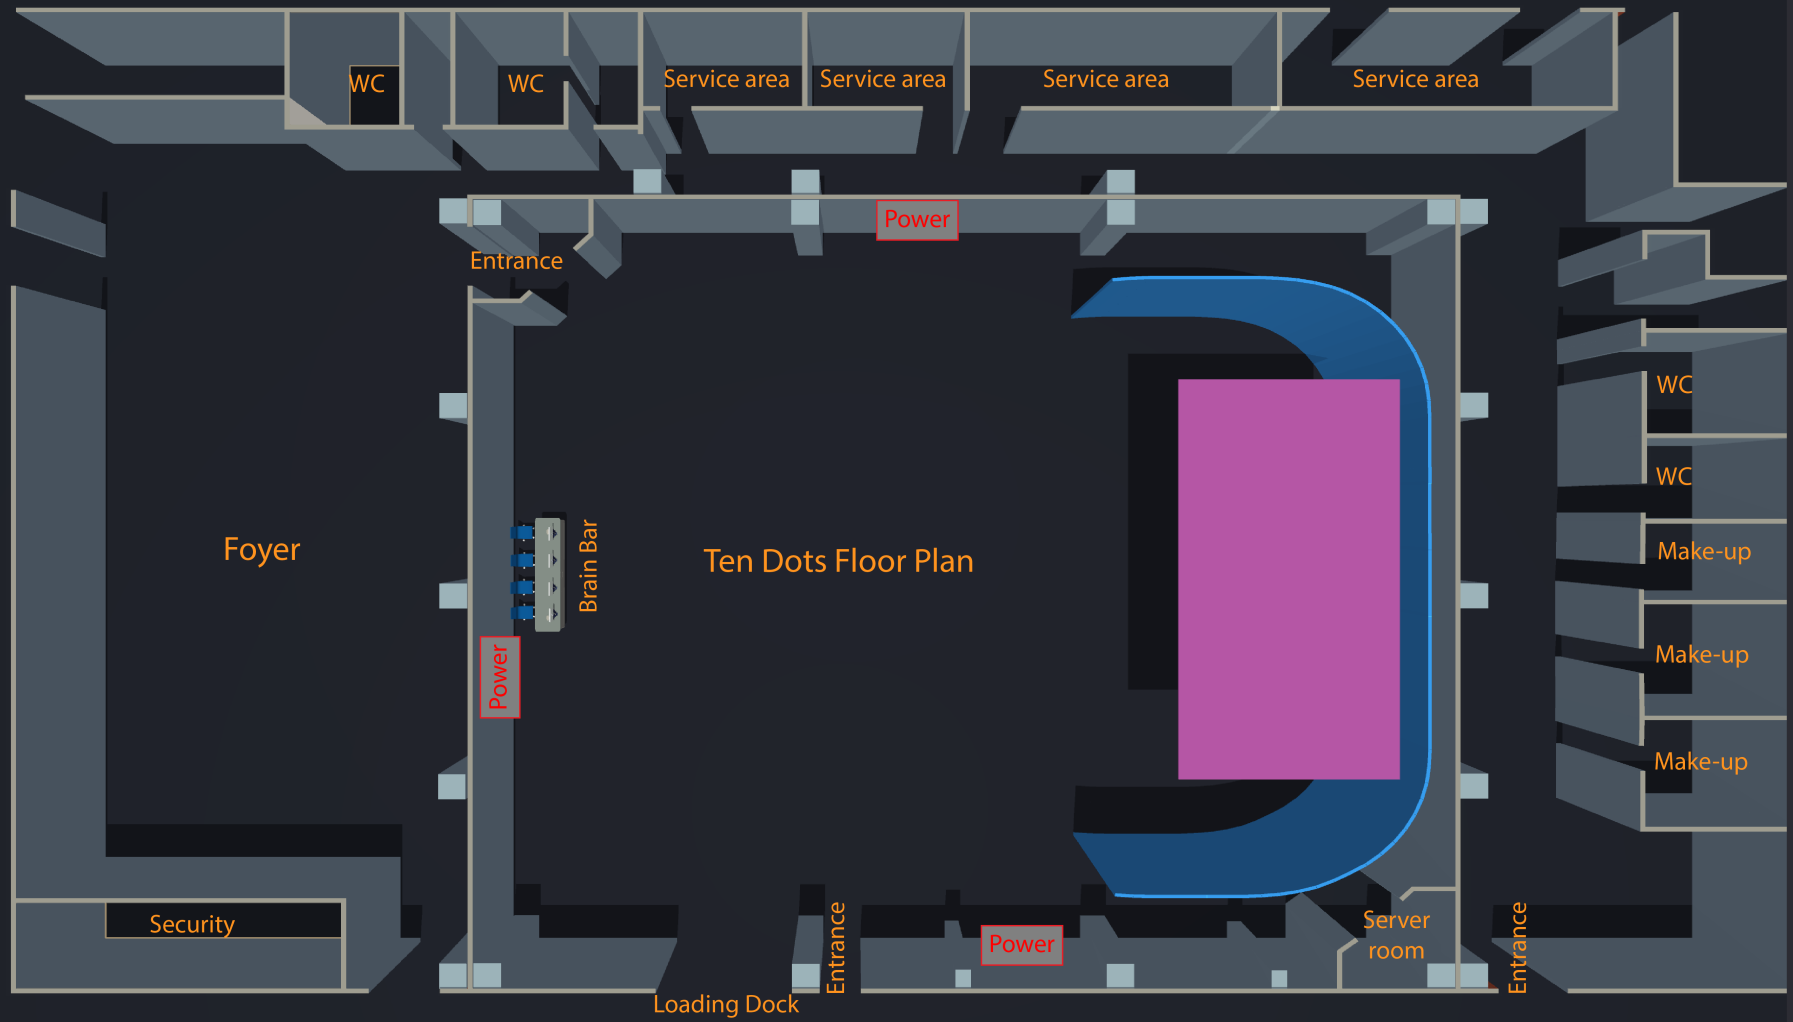 WC
WC
Service area
Service area
Service area
Service area
Power
Entrance
WC
WC
Foyer
Brain Bar
Ten Dots Floor Plan
Make-up
Power
Make-up
Make-up
Security
Entrance
Power
Server
room
Entrance
Loading Dock